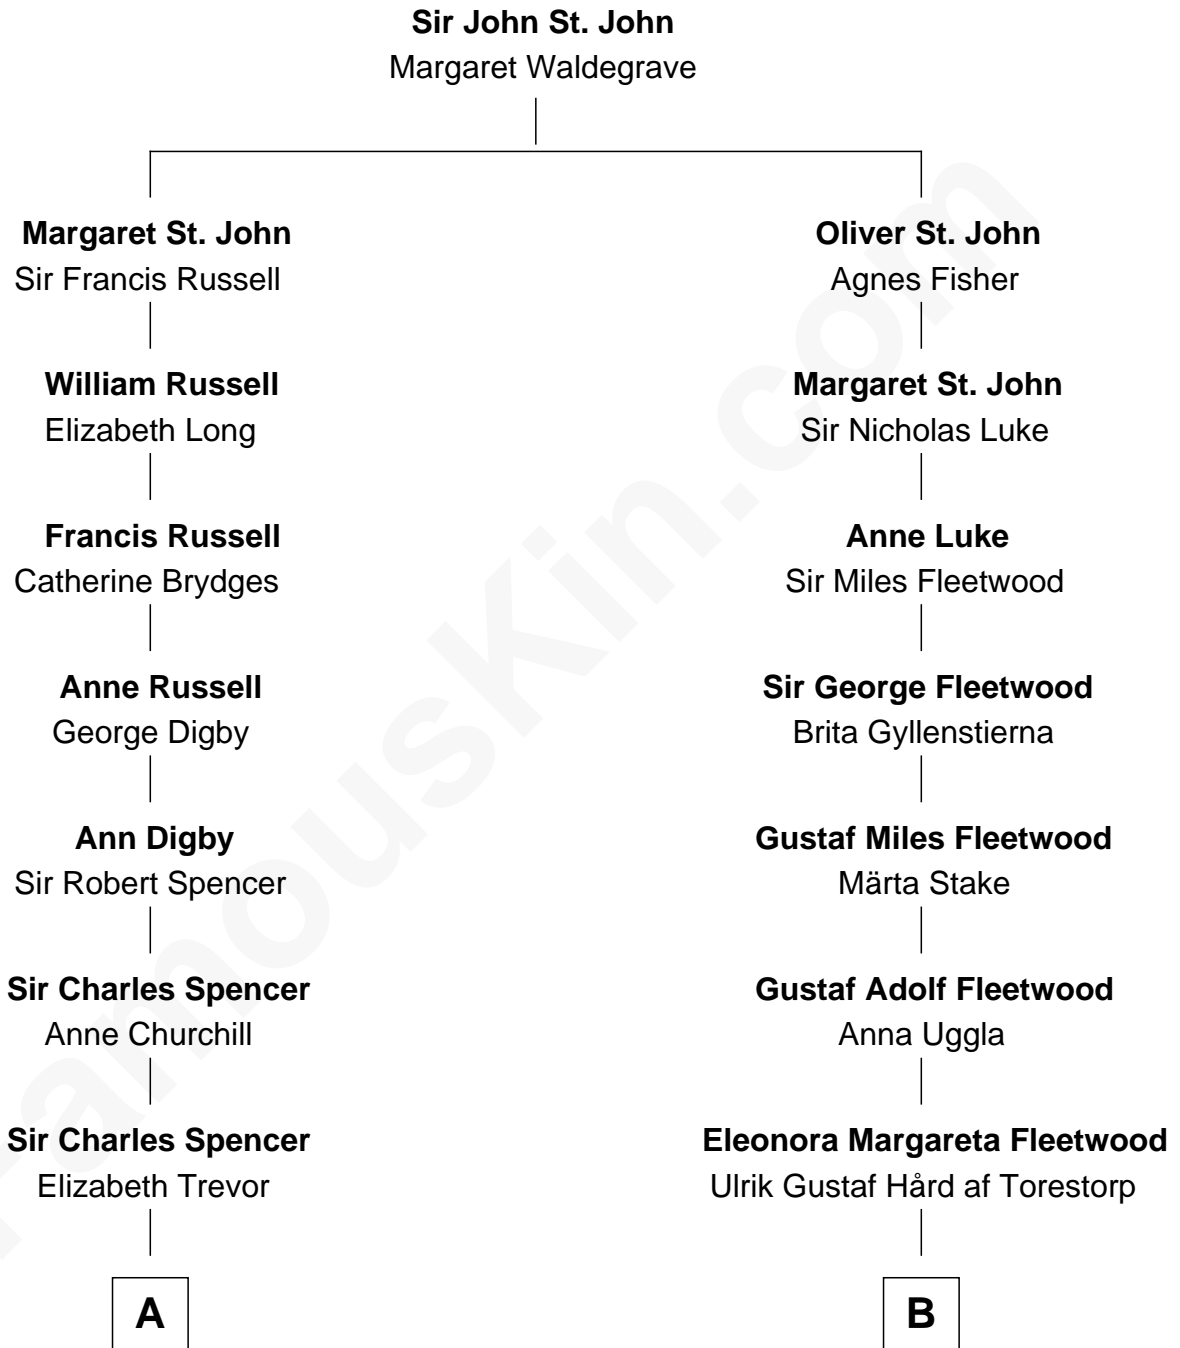 Sir John St. John
Margaret Waldegrave
Margaret St. John
Sir Francis Russell
Oliver St. John
Agnes Fisher
William Russell
Elizabeth Long
Margaret St. John
Sir Nicholas Luke
Francis Russell
Catherine Brydges
Anne Luke
Sir Miles Fleetwood
Anne Russell
George Digby
Sir George Fleetwood
Brita Gyllenstierna
Ann Digby
Sir Robert Spencer
Gustaf Miles Fleetwood
Märta Stake
Sir Charles Spencer
Anne Churchill
Gustaf Adolf Fleetwood
Anna Uggla
Sir Charles Spencer
Elizabeth Trevor
Eleonora Margareta Fleetwood
Ulrik Gustaf Hård af Torestorp
A
B
FamousKin.com